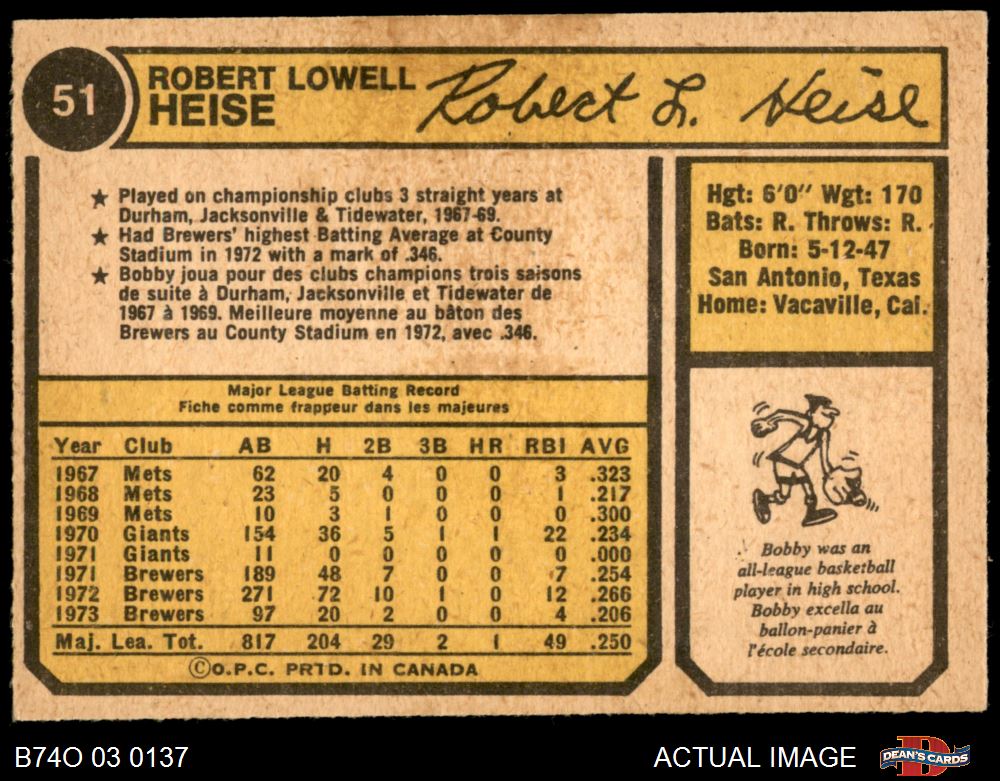 51
ROBERT LOWELL
HEISE
Robert L. Heise
★ Played on championship clubs 3 straight years at
Durham, Jacksonville & Tidewater, 1967-69.
★ Had Brewers' highest Batting Average at County
Stadium in 1972 with a mark of .346.
★ Bobby joua pour des clubs champions trois saisons
de suite à Durham, Jacksonville et Tidewater de
1967 à 1969. Meilleure moyenne au bâton des
Brewers au County Stadium en 1972, avec .346.
Hgt: 6'0" Wgt: 170
Bats: R. Throws: R.
Born: 5-12-47
San Antonio, Texas
Home: Vacaville, Cal.
Major League Batting Record
Fiche comme frappeur dans les majeures
Year Club AB H 2B 3B HR RBI AVG
1967 Mets 62 20 4 0 0 3 .323
1968 Mets 23 5 0 0 0 1 .217
1969 Mets 10 3 1 0 0 0 .300
1970 Giants 154 36 5 1 1 22 .234
1971 Giants 11 0 0 0 0 0 .000
1971 Brewers 189 48 7 0 0 7 .254
1972 Brewers 271 72 10 1 0 12 .266
1973 Brewers 97 20 2 0 0 4 .206
Maj. Lea. Tot. 817 204 29 2 1 49 .250
©O.P.C. PRTD. IN CANADA
Bobby was an
all-league basketball
player in high school.
Bobby excella au
ballon-panier à
l'école secondaire.
B74O 03 0137
ACTUAL IMAGE
DEAN'S CARDS